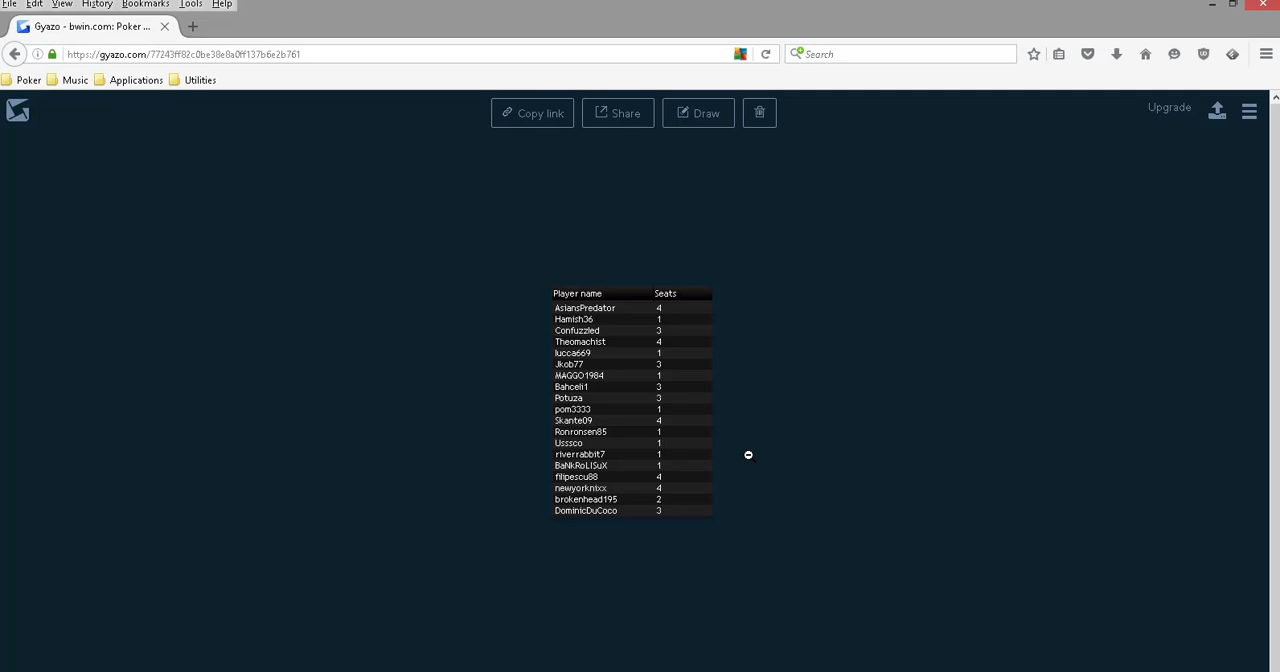 File Edit View History Bookmarks Tools Help
Gyazo - bwin.com: Poker ...
https://gyazo.com/77243ff82c0be38e8a0ff137b6e2b761
Search
Poker Music Applications Utilities
Copy link Share Draw
Upgrade
Player name Seats
AsiansPredator 4
Hamish36 1
Confuzzled 3
Theomachist 4
lucca669 1
Jkob77 3
MAGGO1984 1
Bahceli1 3
Potuza 3
pom3333 1
Skante09 4
Ronronsen85 1
Usssco 1
riverrabbit7 1
BaNkRoLlSuX 1
filipescu88 4
newyorknixx 4
brokenhead195 2
DominicDuCoco 3